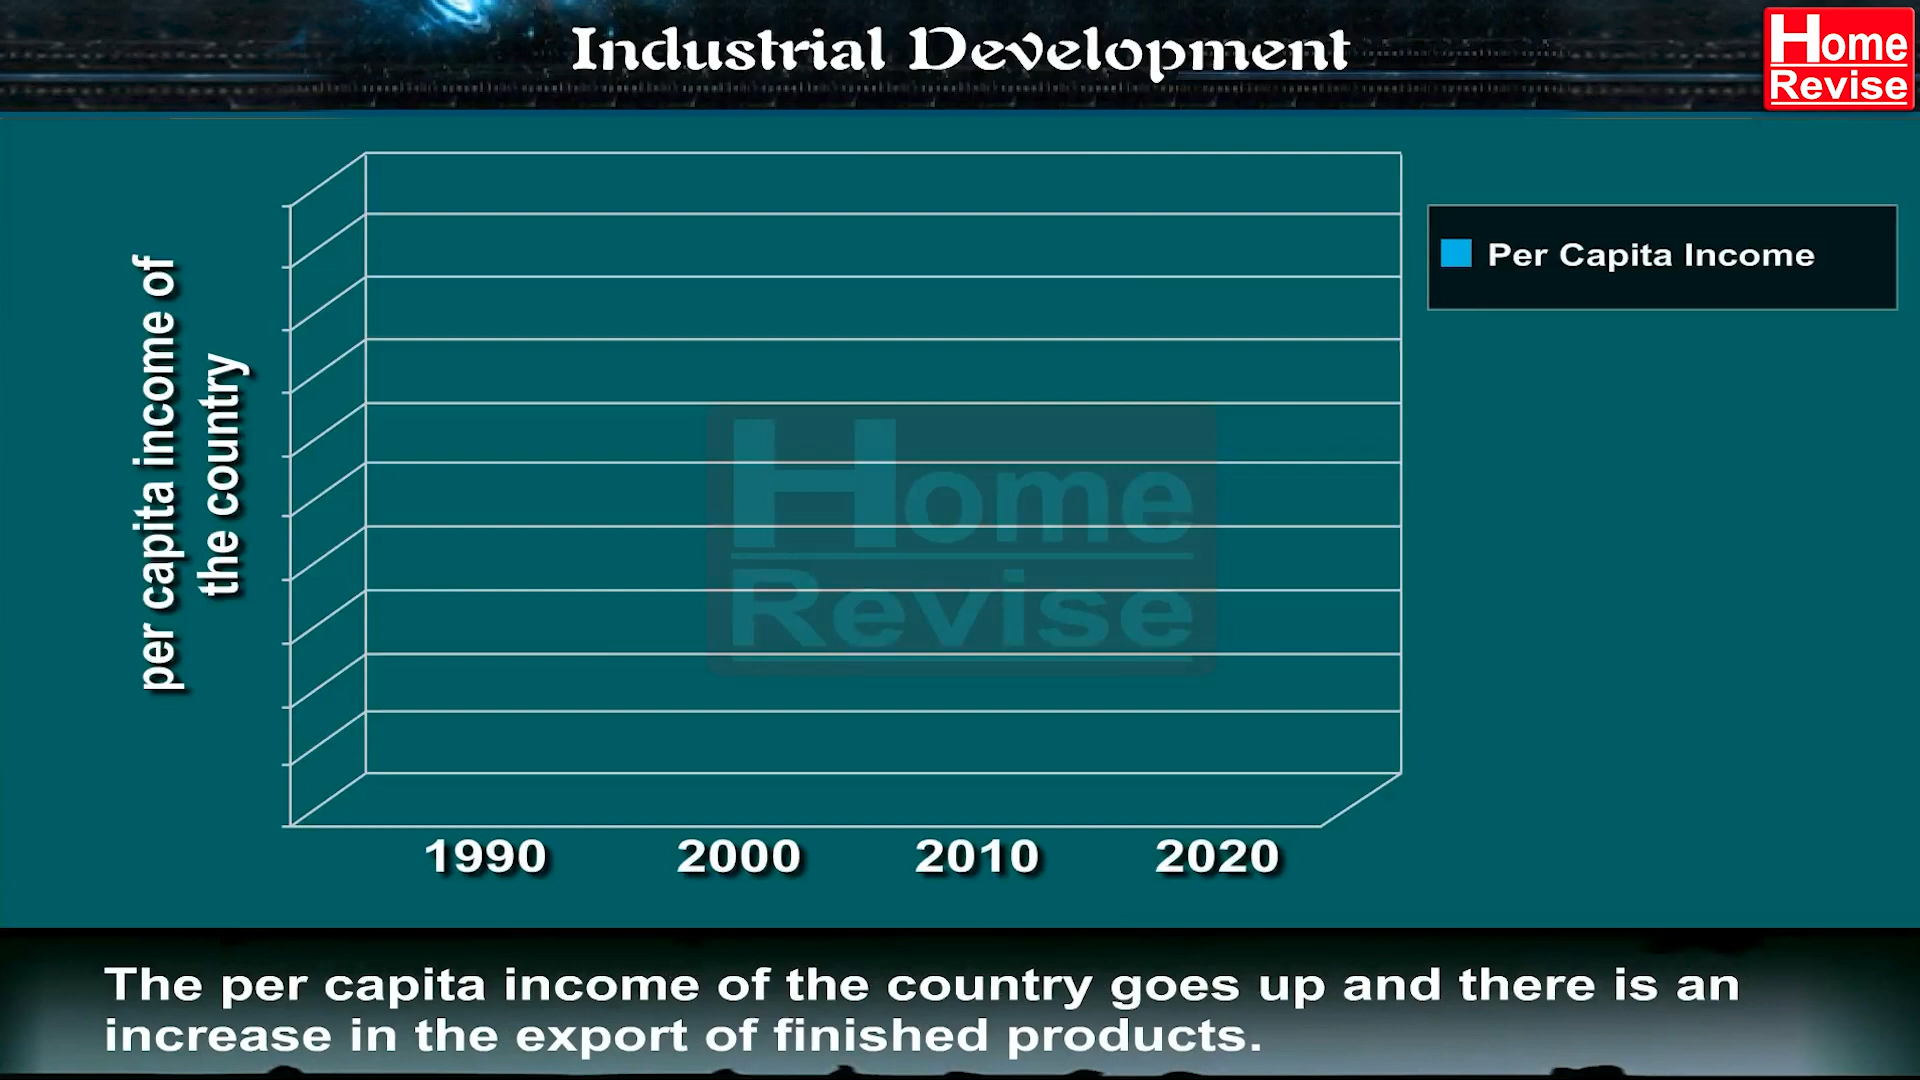 Industrial Development
Home
Revise
per capita income of
the country
Per Capita Income
Home
Revise
1990 2000 2010 2020
The per capita income of the country goes up and there is an
increase in the export of finished products.